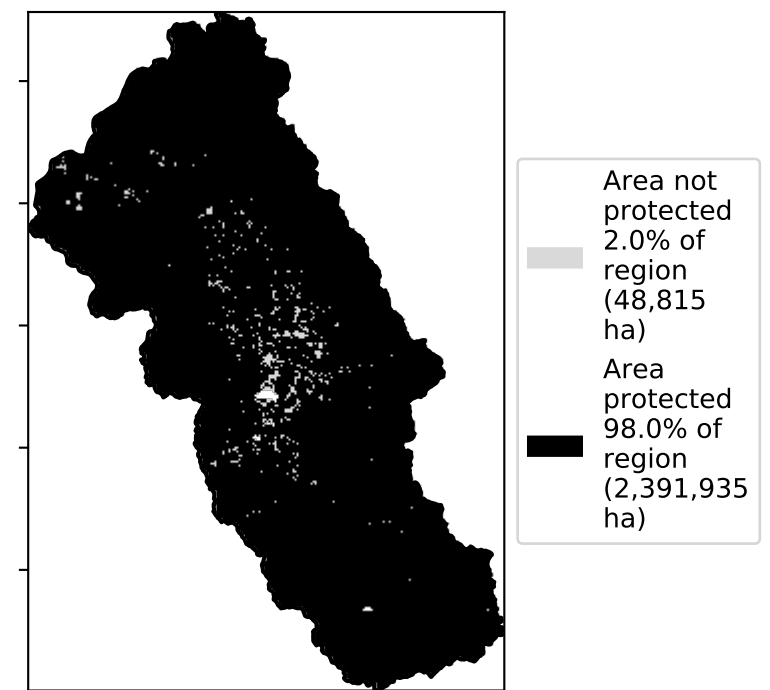 Area not
protected
2.0% of
region
(48,815
ha)
Area
protected
98.0% of
region
(2,391,935
ha)